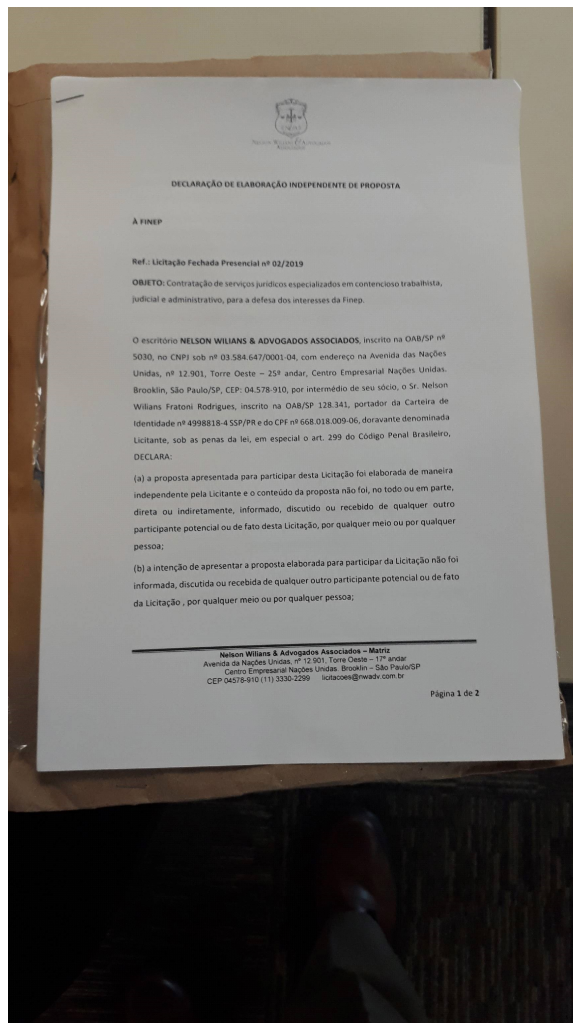 NELSON WILIANS & ADVOGADOS
DECLARAÇÃO DE ELABORAÇÃO INDEPENDENTE DE PROPOSTA
À FINEP
Ref.: Licitação Fechada Presencial nº 02/2019
OBJETO: Contratação de serviços jurídicos especializados em contencioso trabalhista,
judicial e administrativo, para a defesa dos interesses da Finep.
O escritório NELSON WILIANS & ADVOGADOS ASSOCIADOS, inscrito na OAB/SP nº
5030, no CNPJ sob nº 03.584.647/0001-04, com endereço na Avenida das Nações
Unidas, nº 12.901, Torre Oeste – 25º andar, Centro Empresarial Nações Unidas.
Brooklin, São Paulo/SP, CEP: 04.578-910, por intermédio de seu sócio, o Sr. Nelson
Wilians Fratoni Rodrigues, inscrito na OAB/SP 128.341, portador da Carteira de
Identidade nº 4998818-4 SSP/PR e do CPF nº 668.018.009-06, doravante denominada
Licitante, sob as penas da lei, em especial o art. 299 do Código Penal Brasileiro,
DECLARA:
(a) a proposta apresentada para participar desta Licitação foi elaborada de maneira
independente pela Licitante e o conteúdo da proposta não foi, no todo ou em parte,
direta ou indiretamente, informado, discutido ou recebido de qualquer outro
participante potencial ou de fato desta Licitação, por qualquer meio ou por qualquer
pessoa;
(b) a intenção de apresentar a proposta elaborada para participar da Licitação não foi
informada, discutida ou recebida de qualquer outro participante potencial ou de fato
da Licitação , por qualquer meio ou por qualquer pessoa;
Nelson Wilians & Advogados Associados – Matriz
Avenida da Nações Unidas, nº 12.901, Torre Oeste – 17º andar
Centro Empresarial Nações Unidas. Brooklin – São Paulo/SP
CEP 04578-910 (11) 3330-2299 licitacoes@nwadv.com.br
Página 1 de 2